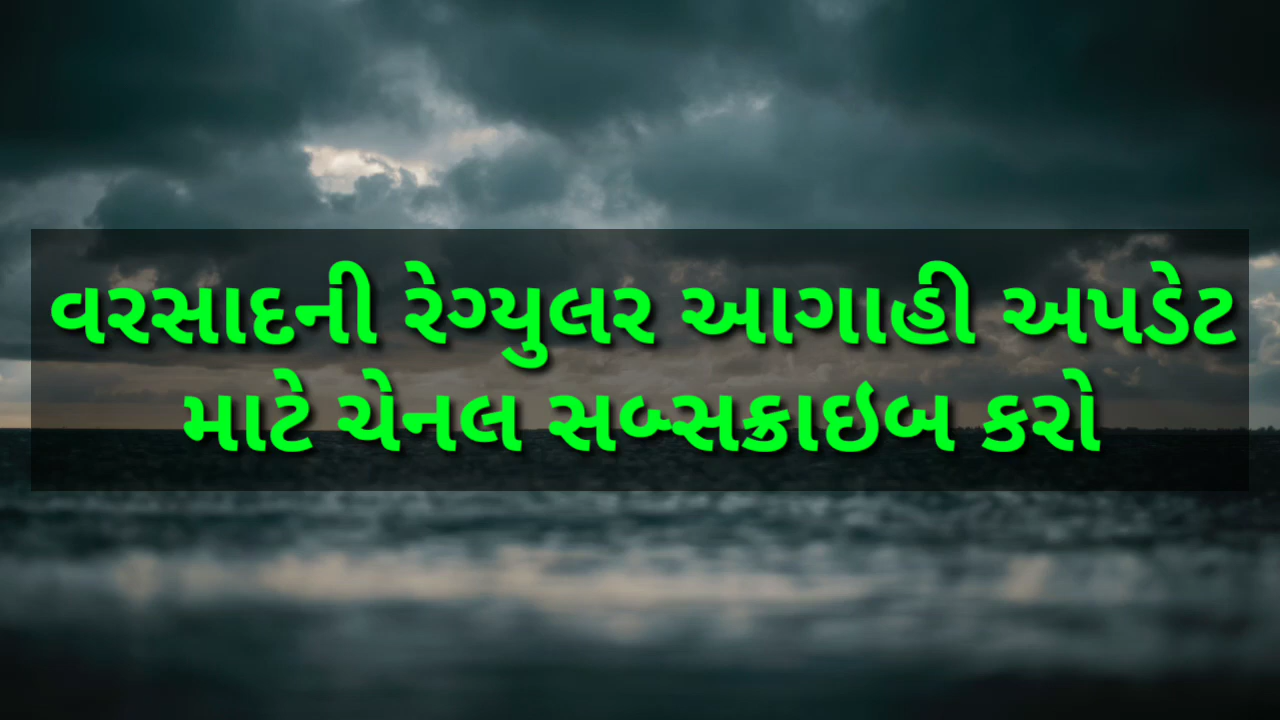 વરસાદની રેગ્યુલર આગાહી અપડેટ
માટે ચેનલ સબ્સક્રાઇબ કરો